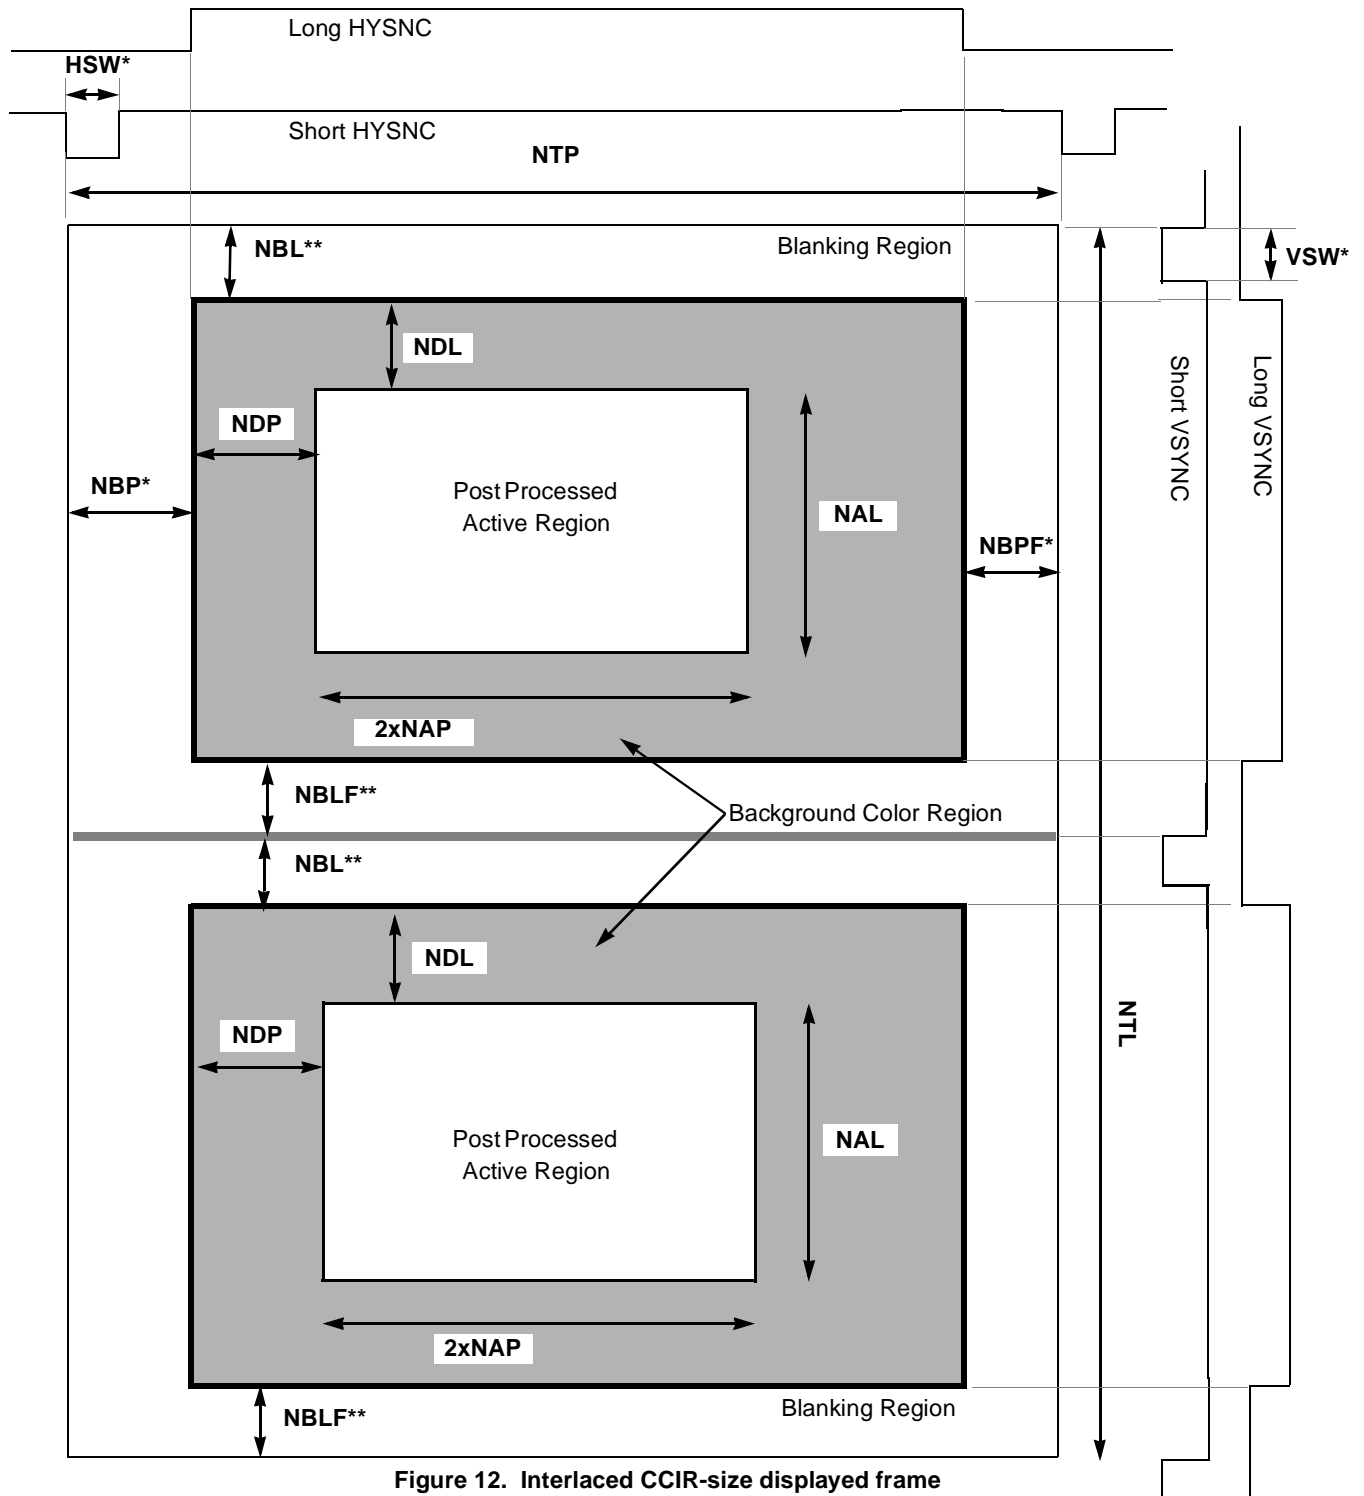 Long HYSNC
HSW*
Short HYSNC
NTP
NBL**
Blanking Region
VSW*
NDL
NDP
Short VSYNC
Long VSYNC
NBP*
Post Processed
Active Region
NAL
NBPF*
2xNAP
NBLF**
Background Color Region
NBL**
NDL
NTL
NDP
Post Processed
Active Region
NAL
2xNAP
NBLF**
Blanking Region
Figure 12. Interlaced CCIR-size displayed frame